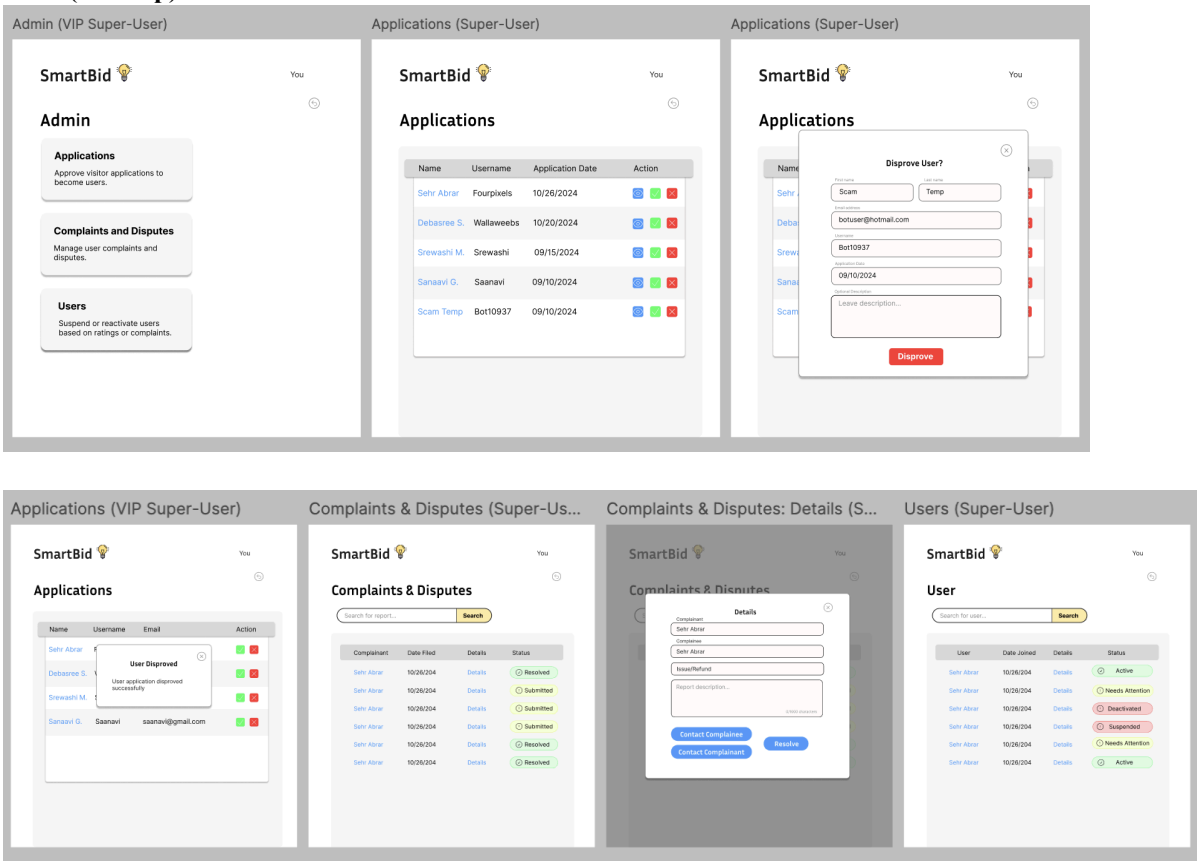 Admin (VIP Super-User)
SmartBid
You
Admin
Applications
Approve visitor applications to
become users.
Complaints and Disputes
Manage user complaints and
disputes.
Users
Suspend or reactivate users
based on ratings or complaints.
Applications (Super-User)
SmartBid
You
Applications
Name Username Application Date Action
Sehr Abrar Fourpixels 10/26/2024
Debasree S. Wallaweebs 10/20/2024
Srewashi M. Srewashi 09/15/2024
Sanaavi G. Saanavi 09/10/2024
Scam Temp Bot10937 09/10/2024
Applications (Super-User)
SmartBid
You
Applications
Name
Sehr
Debas
Srewa
Sanaa
Scam
Disprove User?
First name Last name
Scam Temp
Email address
botuser@hotmail.com
Username
Bot10937
Application Date
09/10/2024
Optional Description
Leave description...
Disprove
Applications (VIP Super-User)
SmartBid
You
Applications
Name Username Email Action
Sehr Abrar
Debasree S.
Srewashi M.
Sanaavi G. Saanavi saanavi@gmail.com
User Disproved
User application disproved
successfully
Complaints & Disputes (Super-Us...
SmartBid
You
Complaints & Disputes
Search for report... Search
Complainant Date Filed Details Status
Sehr Abrar 10/26/204 Details Resolved
Sehr Abrar 10/26/204 Details Submitted
Sehr Abrar 10/26/204 Details Submitted
Sehr Abrar 10/26/204 Details Submitted
Sehr Abrar 10/26/204 Details Resolved
Sehr Abrar 10/26/204 Details Resolved
Complaints & Disputes: Details (S...
SmartBid
You
Complaints & Disputes
Details
Complainant
Sehr Abrar
Complainee
Sehr Abrar
Issue/Refund
Report description...
Contact Complainee
Contact Complainant
Resolve
Users (Super-User)
SmartBid
You
User
Search for user... Search
User Date Joined Details Status
Sehr Abrar 10/26/204 Details Active
Sehr Abrar 10/26/204 Details Needs Attention
Sehr Abrar 10/26/204 Details Deactivated
Sehr Abrar 10/26/204 Details Suspended
Sehr Abrar 10/26/204 Details Needs Attention
Sehr Abrar 10/26/204 Details Active